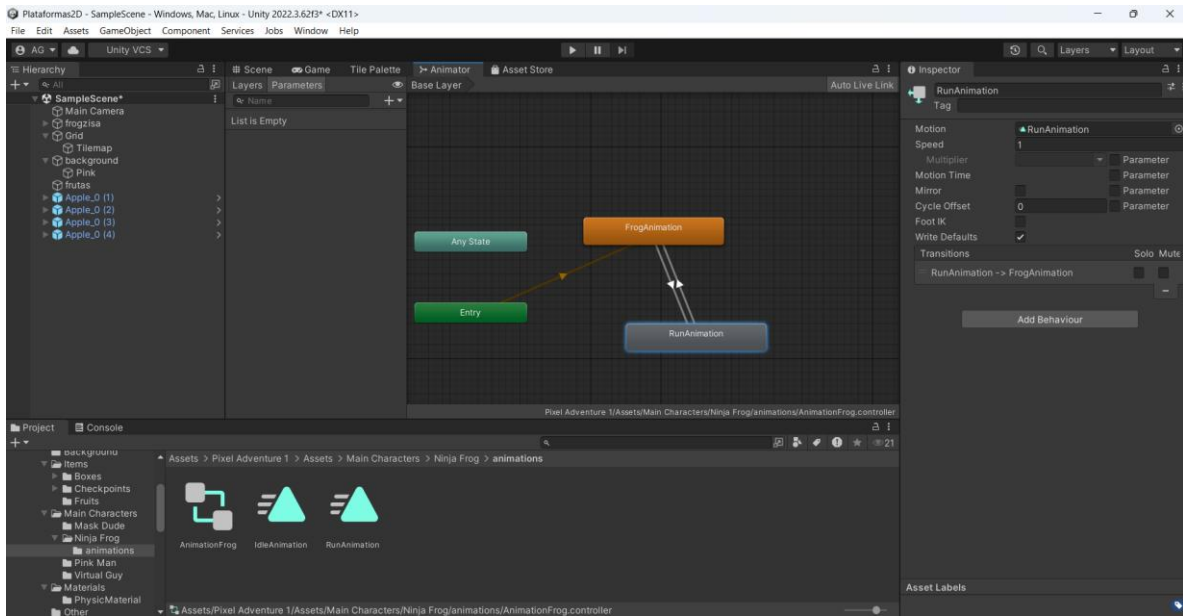 Plataformas2D - SampleScene - Windows, Mac, Linux - Unity 2022.3.62f3* <DX11>
File Edit Assets GameObject Component Services Jobs Window Help
AG Unity VCS Layers Layout
Hierarchy
All
SampleScene*
Main Camera
frogzisa
Grid
Tilemap
background
Pink
frutas
Apple_0 (1)
Apple_0 (2)
Apple_0 (3)
Apple_0 (4)
Scene Game Tile Palette Animator Asset Store
Layers Parameters Base Layer Auto Live Link
Name
List is Empty
FrogAnimation
Any State
Entry
RunAnimation
Pixel Adventure 1/Assets/Main Characters/Ninja Frog/animations/AnimationFrog.controller
Inspector
RunAnimation
Tag
Motion RunAnimation
Speed 1
Multiplier Parameter
Motion Time Parameter
Mirror Parameter
Cycle Offset 0 Parameter
Foot IK
Write Defaults
Transitions Solo Mute
RunAnimation -> FrogAnimation
Add Behaviour
Asset Labels
Project Console
21
Background
Items
Boxes
Checkpoints
Fruits
Main Characters
Mask Dude
Ninja Frog
animations
Pink Man
Virtual Guy
Materials
PhysicMaterial
Other
Assets > Pixel Adventure 1 > Assets > Main Characters > Ninja Frog > animations
AnimationFrog IdleAnimation RunAnimation
Assets/Pixel Adventure 1/Assets/Main Characters/Ninja Frog/animations/AnimationFrog.controller